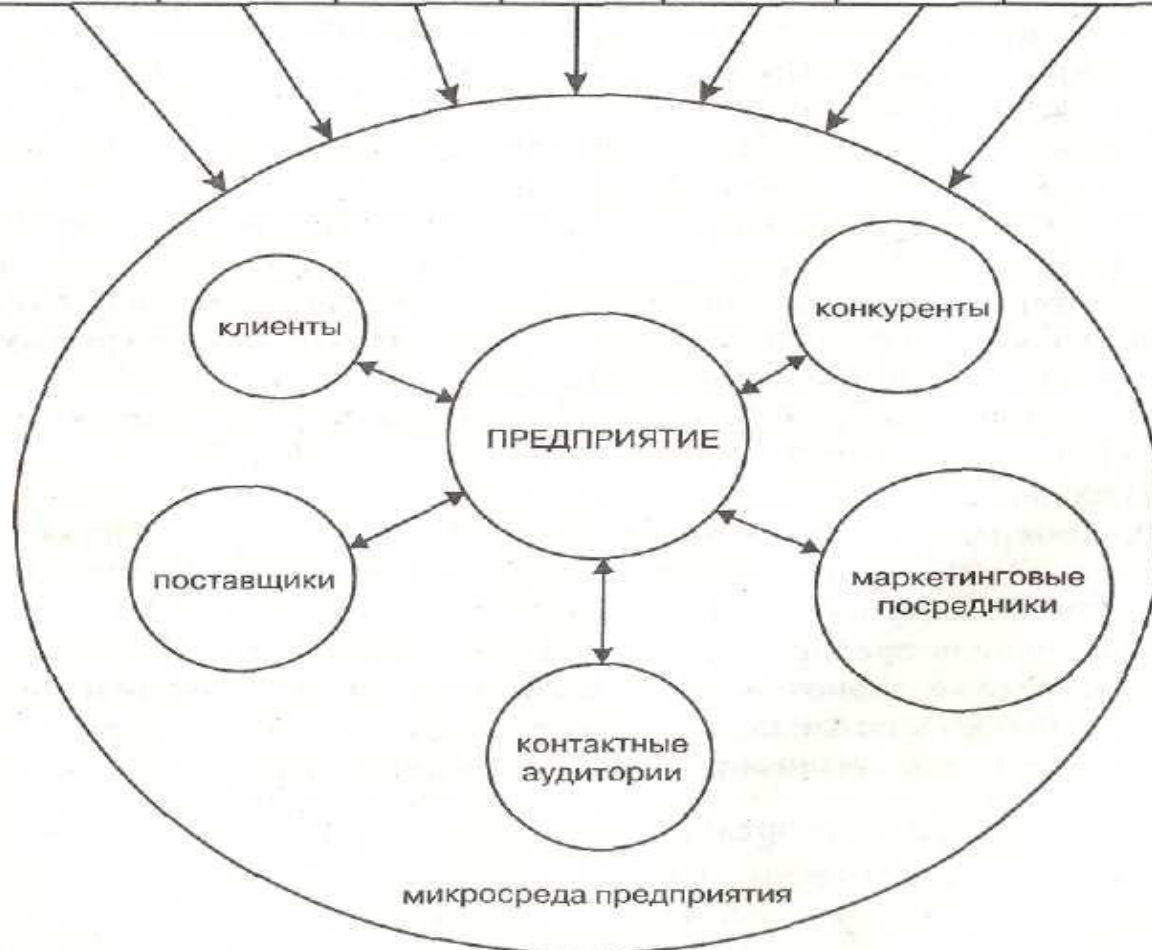 клиенты
конкуренты
ПРЕДПРИЯТИЕ
поставщики
маркетинговые
посредники
контактные
аудитории
микросреда предприятия